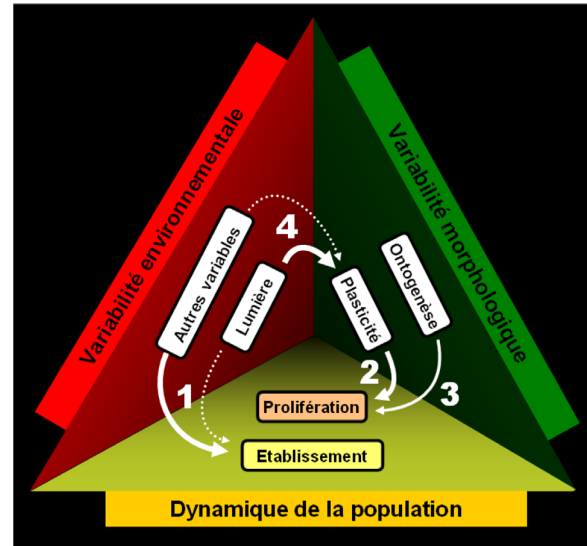 Variabilité environnementale
Variabilité morphologique
Autres variables
Lumière
4
Plasticité
Ontogenèse
1
2
3
Prolifération
Etablissement
Dynamique de la population